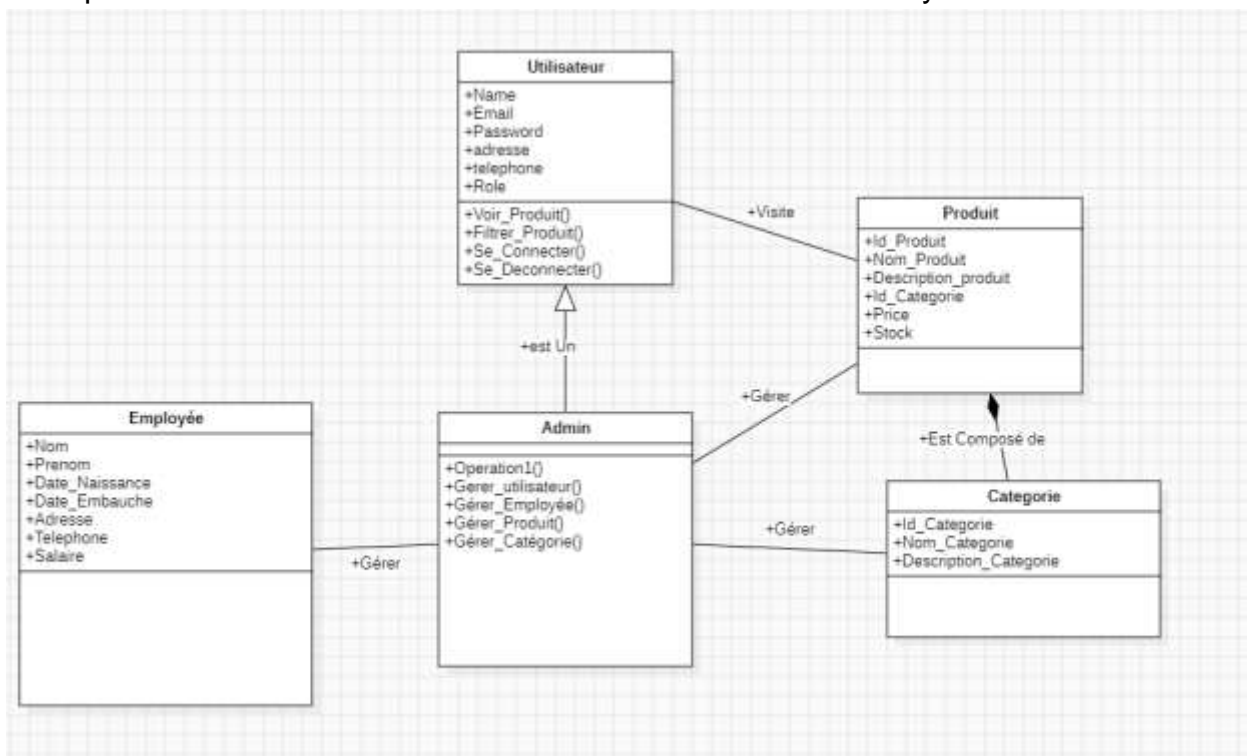 Utilisateur
+Name
+Email
+Password
+adresse
+telephone
+Role
+Voir_Produit()
+Filtrer_Produit()
+Se_Connecter()
+Se_Deconnecter()
+Visite
Produit
+Id_Produit
+Nom_Produit
+Description_produit
+Id_Categorie
+Price
+Stock
+est Un
+Gérer
Employée
+Nom
+Prenom
+Date_Naissance
+Date_Embauche
+Adresse
+Telephone
+Salaire
+Gérer
Admin
+Operation1()
+Gerer_utilisateur()
+Gérer_Employée()
+Gérer_Produit()
+Gérer_Catégorie()
+Est Composé de
+Gérer
Categorie
+Id_Categorie
+Nom_Categorie
+Description_Categorie